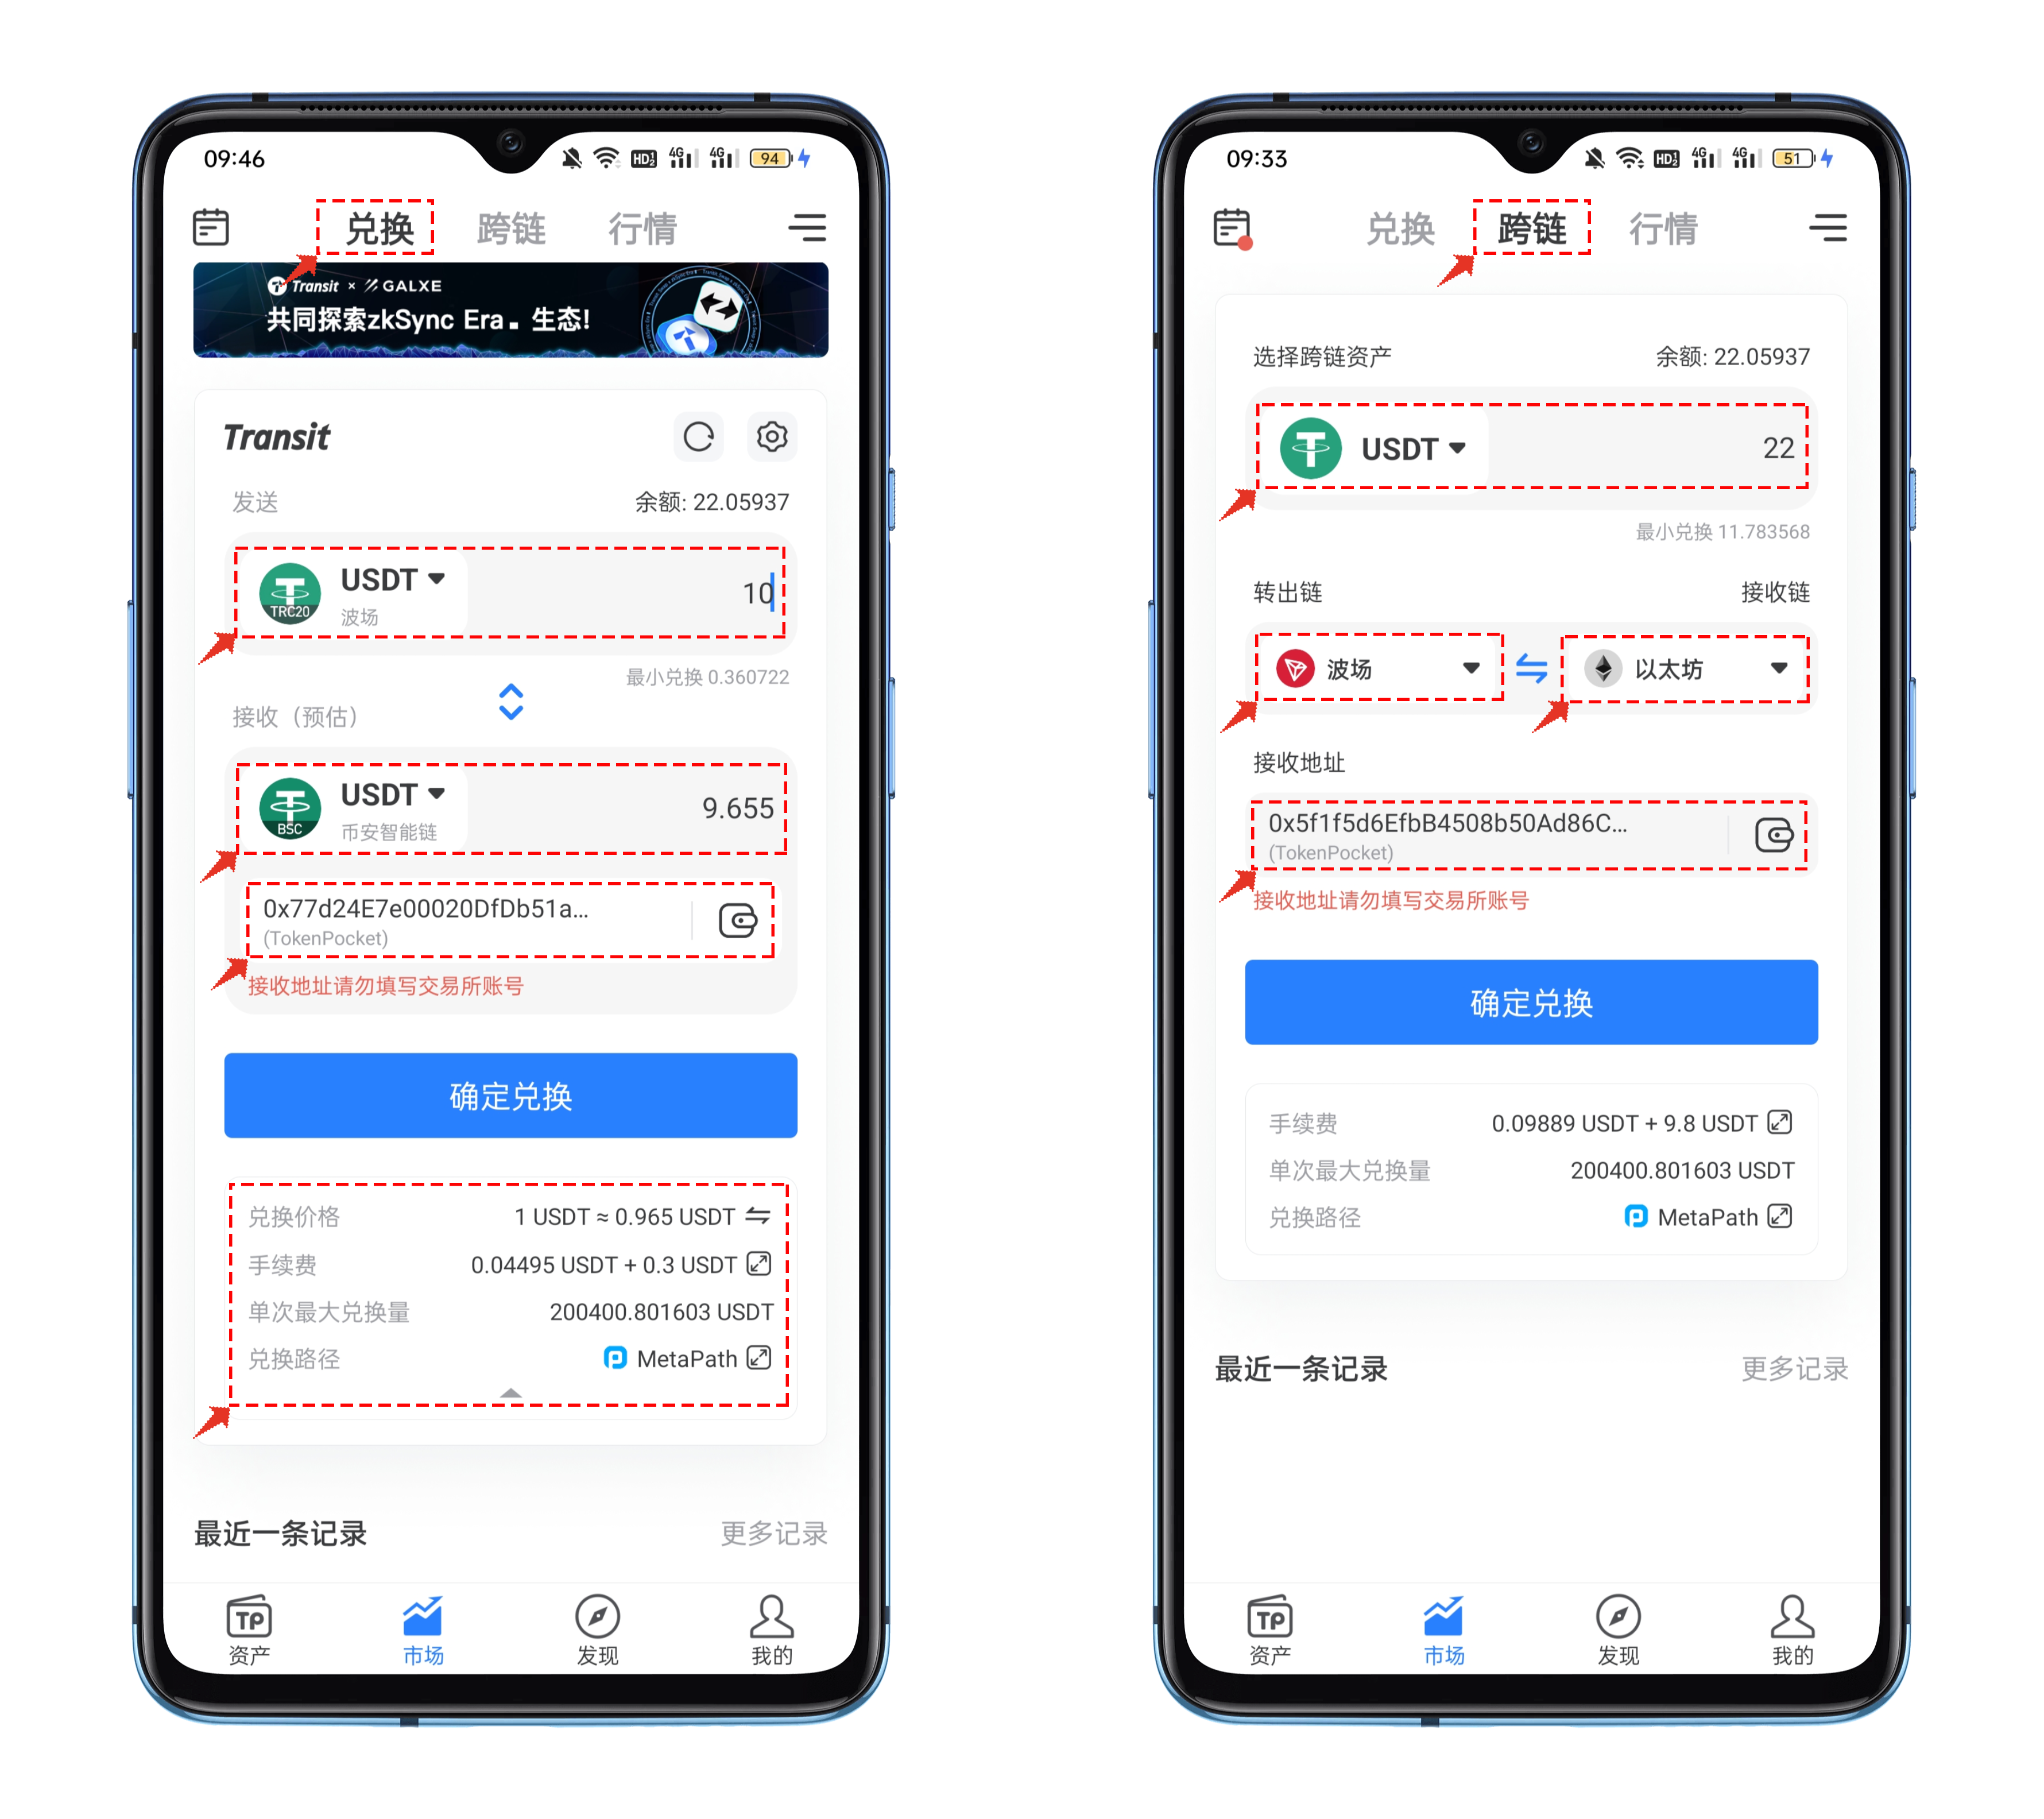 09:46
HD 1 2 4G 4G 94
兑换 跨链 行情
Transit × GALXE
共同探索zkSync Era. 生态!
Transit
发送 余额: 22.05937
USDT 10
TRC20 波场
最小兑换 0.360722
接收（预估）
USDT 9.655
BSC 币安智能链
0x77d24E7e00020DfDb51a...
(TokenPocket)
接收地址请勿填写交易所账号
确定兑换
兑换价格 1 USDT ≈ 0.965 USDT
手续费 0.04495 USDT + 0.3 USDT
单次最大兑换量 200400.801603 USDT
兑换路径 MetaPath
最近一条记录 更多记录
TP
资产 市场 发现 我的
09:33
HD 1 2 4G 4G 51
兑换 跨链 行情
选择跨链资产 余额: 22.05937
USDT 22
最小兑换 11.783568
转出链 接收链
波场 以太坊
接收地址
0x5f1f5d6EfbB4508b50Ad86C...
(TokenPocket)
接收地址请勿填写交易所账号
确定兑换
手续费 0.09889 USDT + 9.8 USDT
单次最大兑换量 200400.801603 USDT
兑换路径 MetaPath
最近一条记录 更多记录
TP
资产 市场 发现 我的